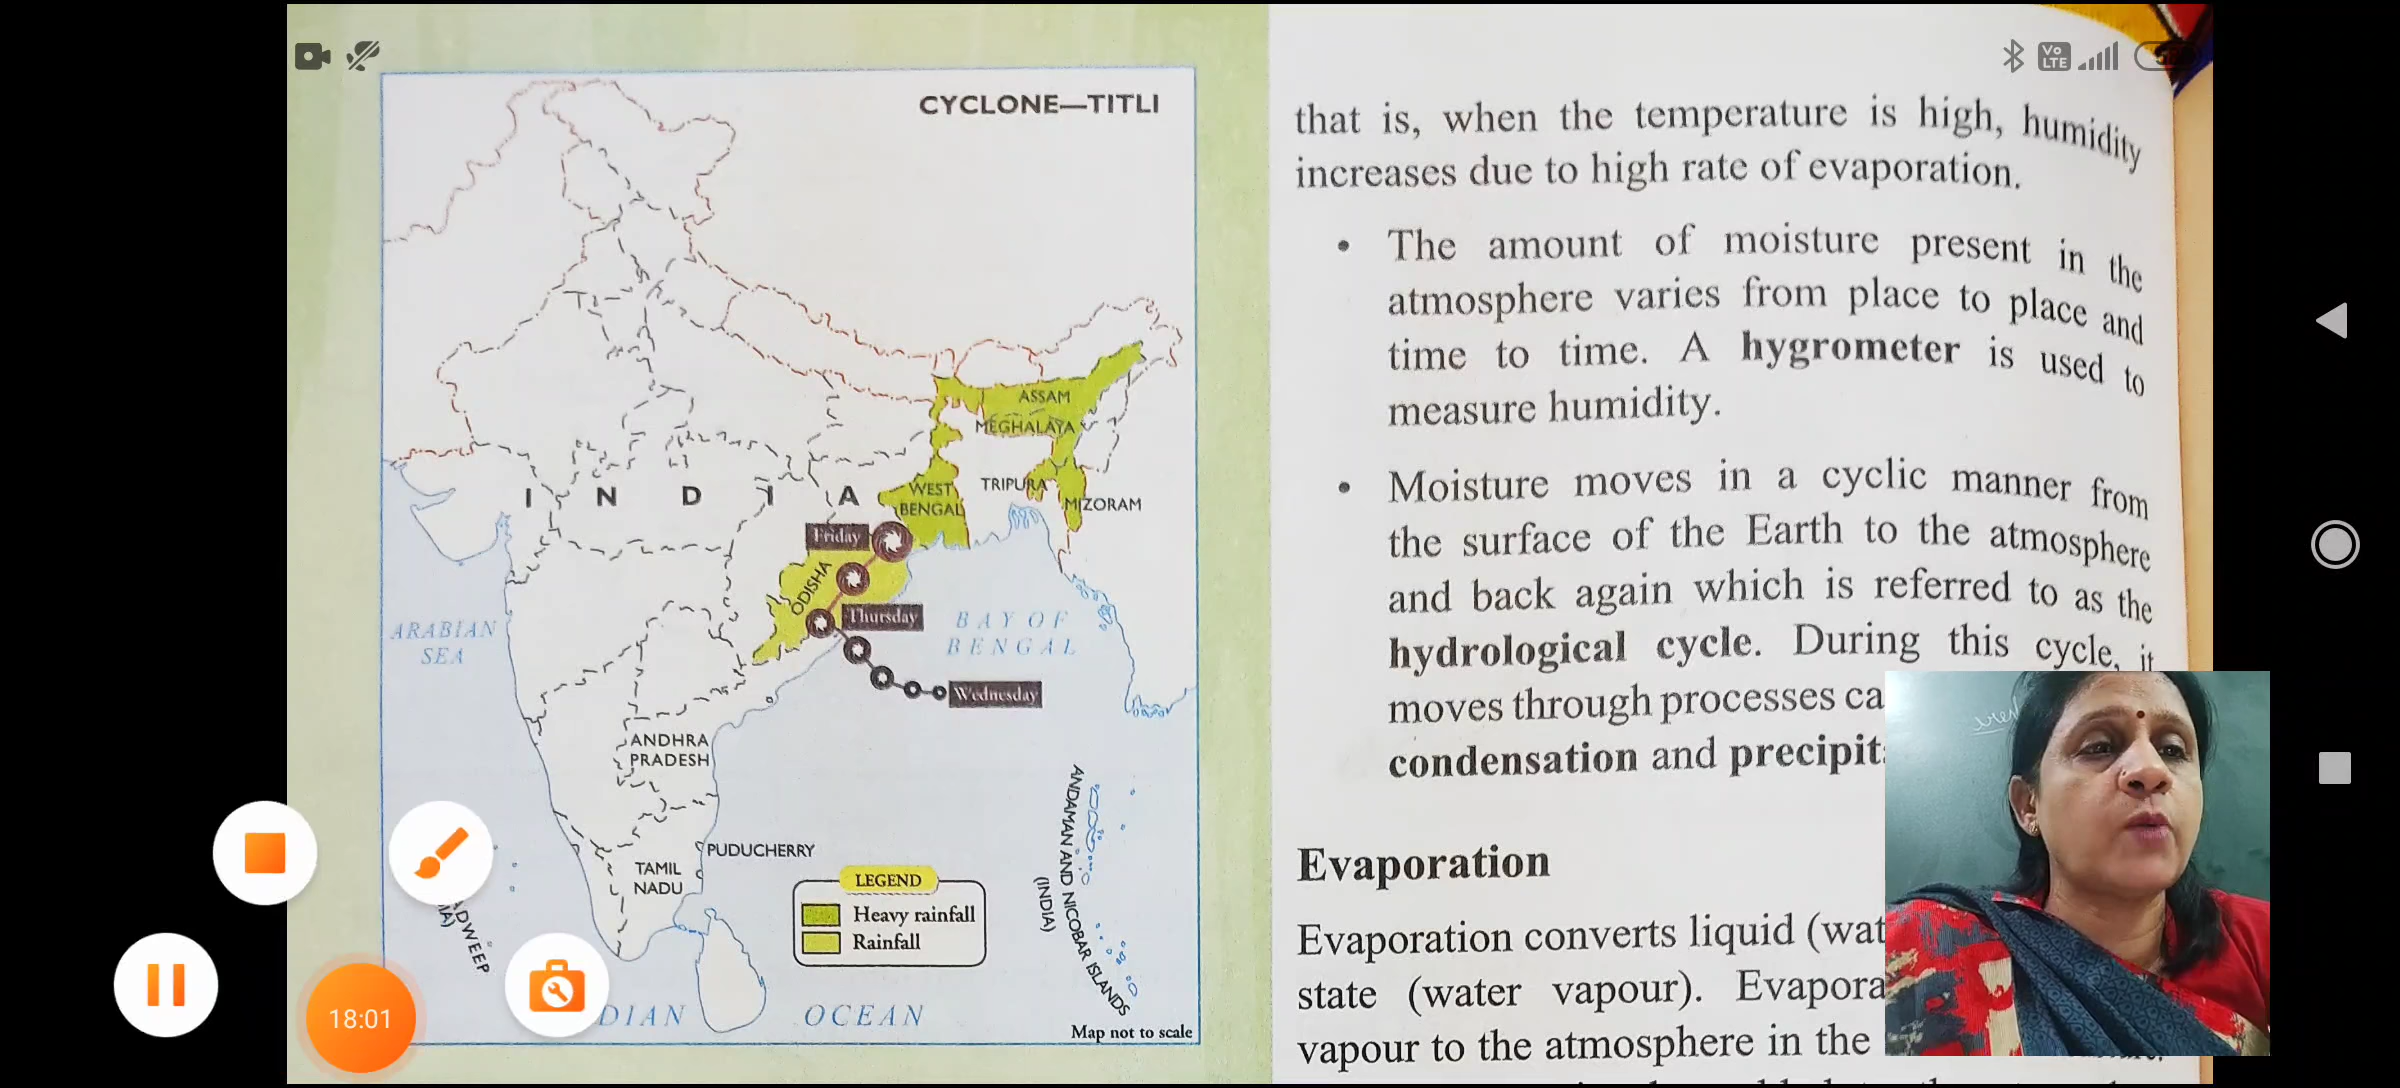 CYCLONE—TITLI
ASSAM
MEGHALAYA
WEST
BENGAL
TRIPURA
MIZORAM
I N D I A
Friday
ODISHA
Thursday
Wednesday
BAY OF
BENGAL
ARABIAN
SEA
ANDHRA
PRADESH
PUDUCHERRY
TAMIL
NADU
ANDAMAN AND NICOBAR ISLANDS
(INDIA)
LEGEND
Heavy rainfall
Rainfall
OCEAN
Map not to scale
18:01
Vo
LTE
that is, when the temperature is high, humidity
increases due to high rate of evaporation.
• The amount of moisture present in the
atmosphere varies from place to place and
time to time. A hygrometer is used to
measure humidity.
• Moisture moves in a cyclic manner from
the surface of the Earth to the atmosphere
and back again which is referred to as the
hydrological cycle. During this cycle, it
moves through processes ca
condensation and precipit
Evaporation
Evaporation converts liquid (wat
state (water vapour). Evapora
vapour to the atmosphere in the